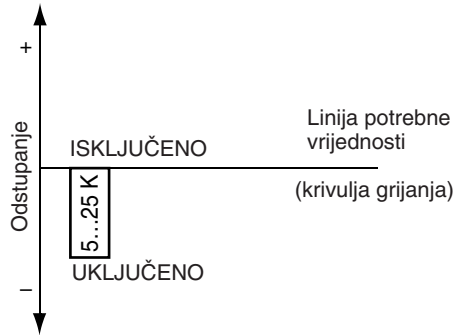 +
Odstupanje
–
ISKLJUČENO
5...25 K
UKLJUČENO
Linija potrebne
vrijednosti
(krivulja grijanja)